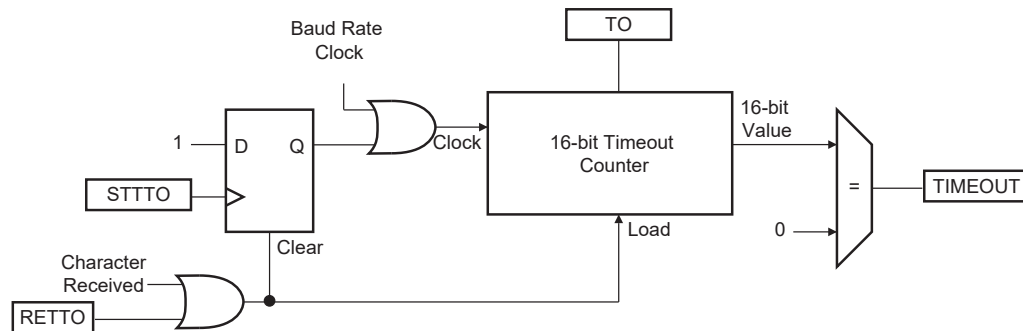 TO
Baud Rate
Clock
16-bit
Value
1
D
Q
Clock
16-bit Timeout
Counter
STTTO
=
TIMEOUT
Clear
Load
0
Character
Received
RETTO